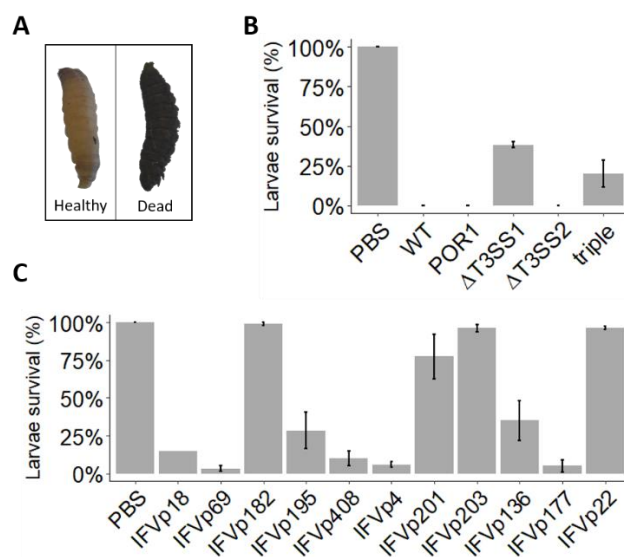 A
Healthy
Dead
B
Larvae survival (%)
100%
75%
50%
25%
0%
PBS
WT
POR1
ΔT3SS1
ΔT3SS2
triple
C
Larvae survival (%)
100%
75%
50%
25%
0%
PBS
IFVp18
IFVp69
IFVp182
IFVp195
IFVp408
IFVp4
IFVp201
IFVp203
IFVp136
IFVp177
IFVp22